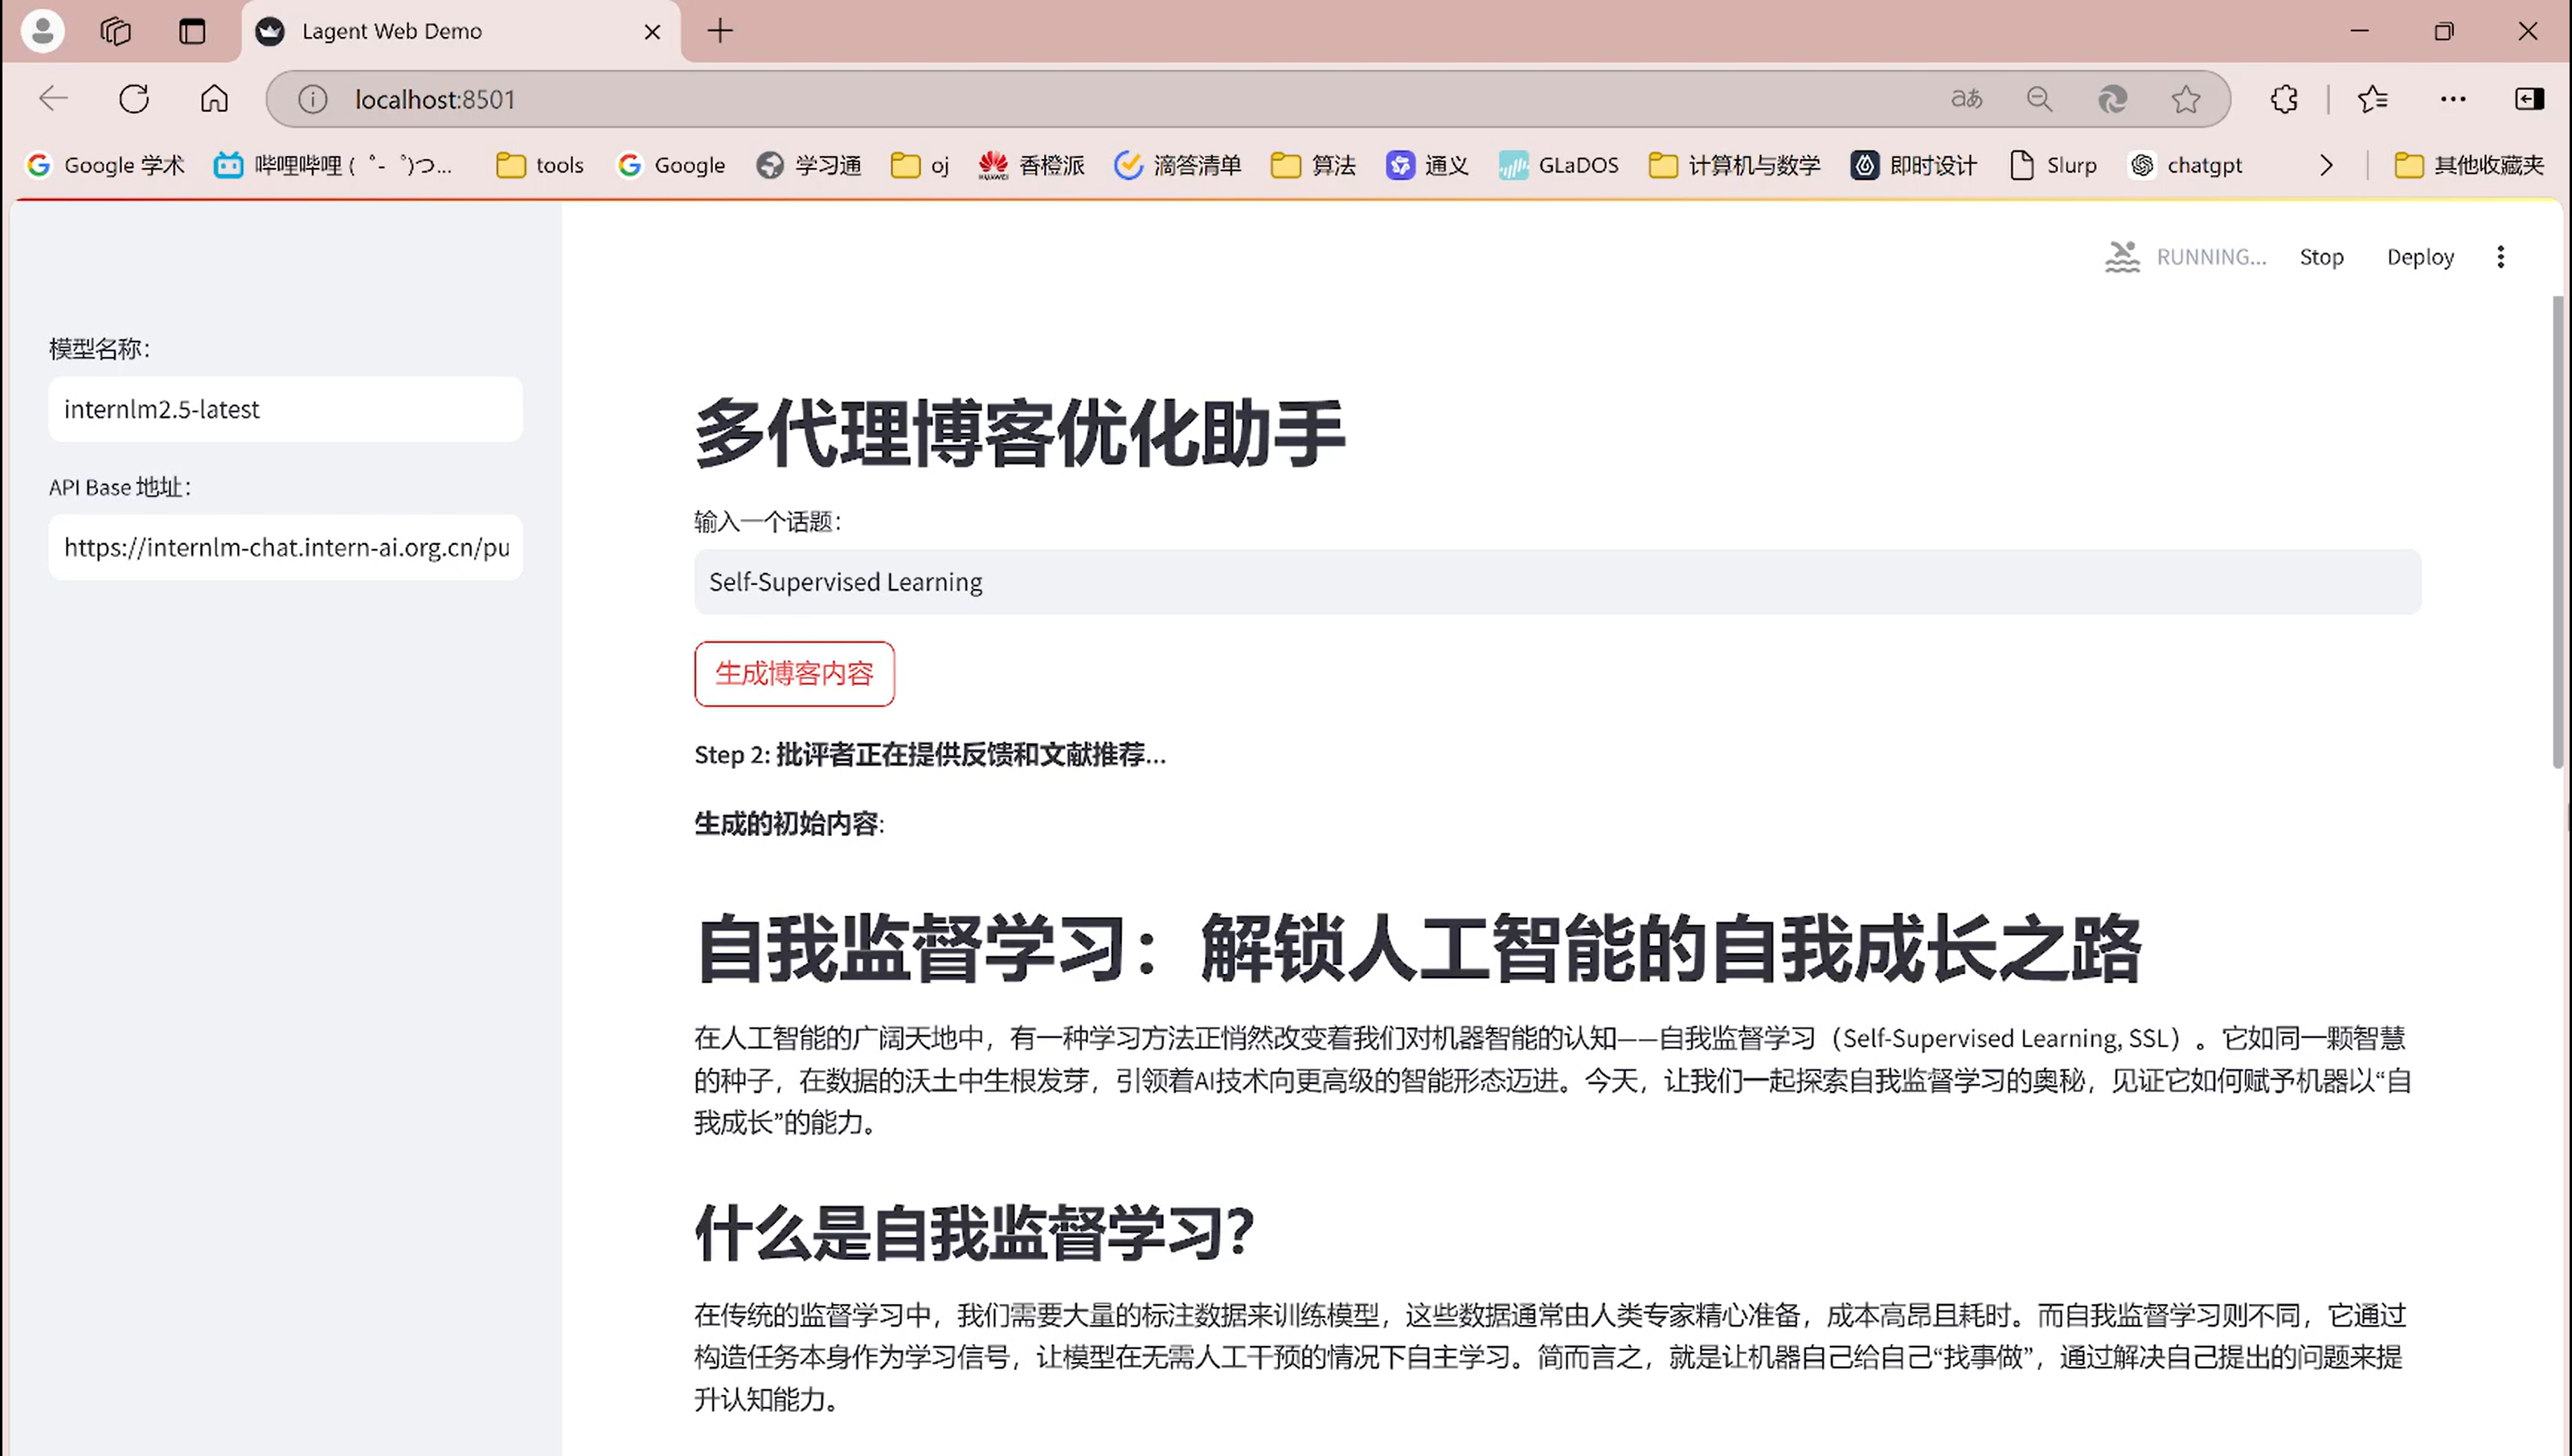 Lagent Web Demo
localhost:8501
Google 学术
哔哩哔哩 (゜-゜)つ...
tools
Google
学习通
oj
香橙派
滴答清单
算法
通义
GLaDOS
计算机与数学
即时设计
Slurp
chatgpt
其他收藏夹
RUNNING...
Stop
Deploy
模型名称：
internlm2.5-latest
API Base 地址：
https://internlm-chat.intern-ai.org.cn/pu
多代理博客优化助手
输入一个话题：
Self-Supervised Learning
生成博客内容
Step 2: 批评者正在提供反馈和文献推荐...
生成的初始内容:
自我监督学习：解锁人工智能的自我成长之路
在人工智能的广阔天地中，有一种学习方法正悄然改变着我们对机器智能的认知——自我监督学习（Self-Supervised Learning, SSL）。它如同一颗智慧
的种子，在数据的沃土中生根发芽，引领着AI技术向更高级的智能形态迈进。今天，让我们一起探索自我监督学习的奥秘，见证它如何赋予机器以“自
我成长”的能力。
什么是自我监督学习？
在传统的监督学习中，我们需要大量的标注数据来训练模型，这些数据通常由人类专家精心准备，成本高昂且耗时。而自我监督学习则不同，它通过
构造任务本身作为学习信号，让模型在无需人工干预的情况下自主学习。简而言之，就是让机器自己给自己“找事做”，通过解决自己提出的问题来提
升认知能力。